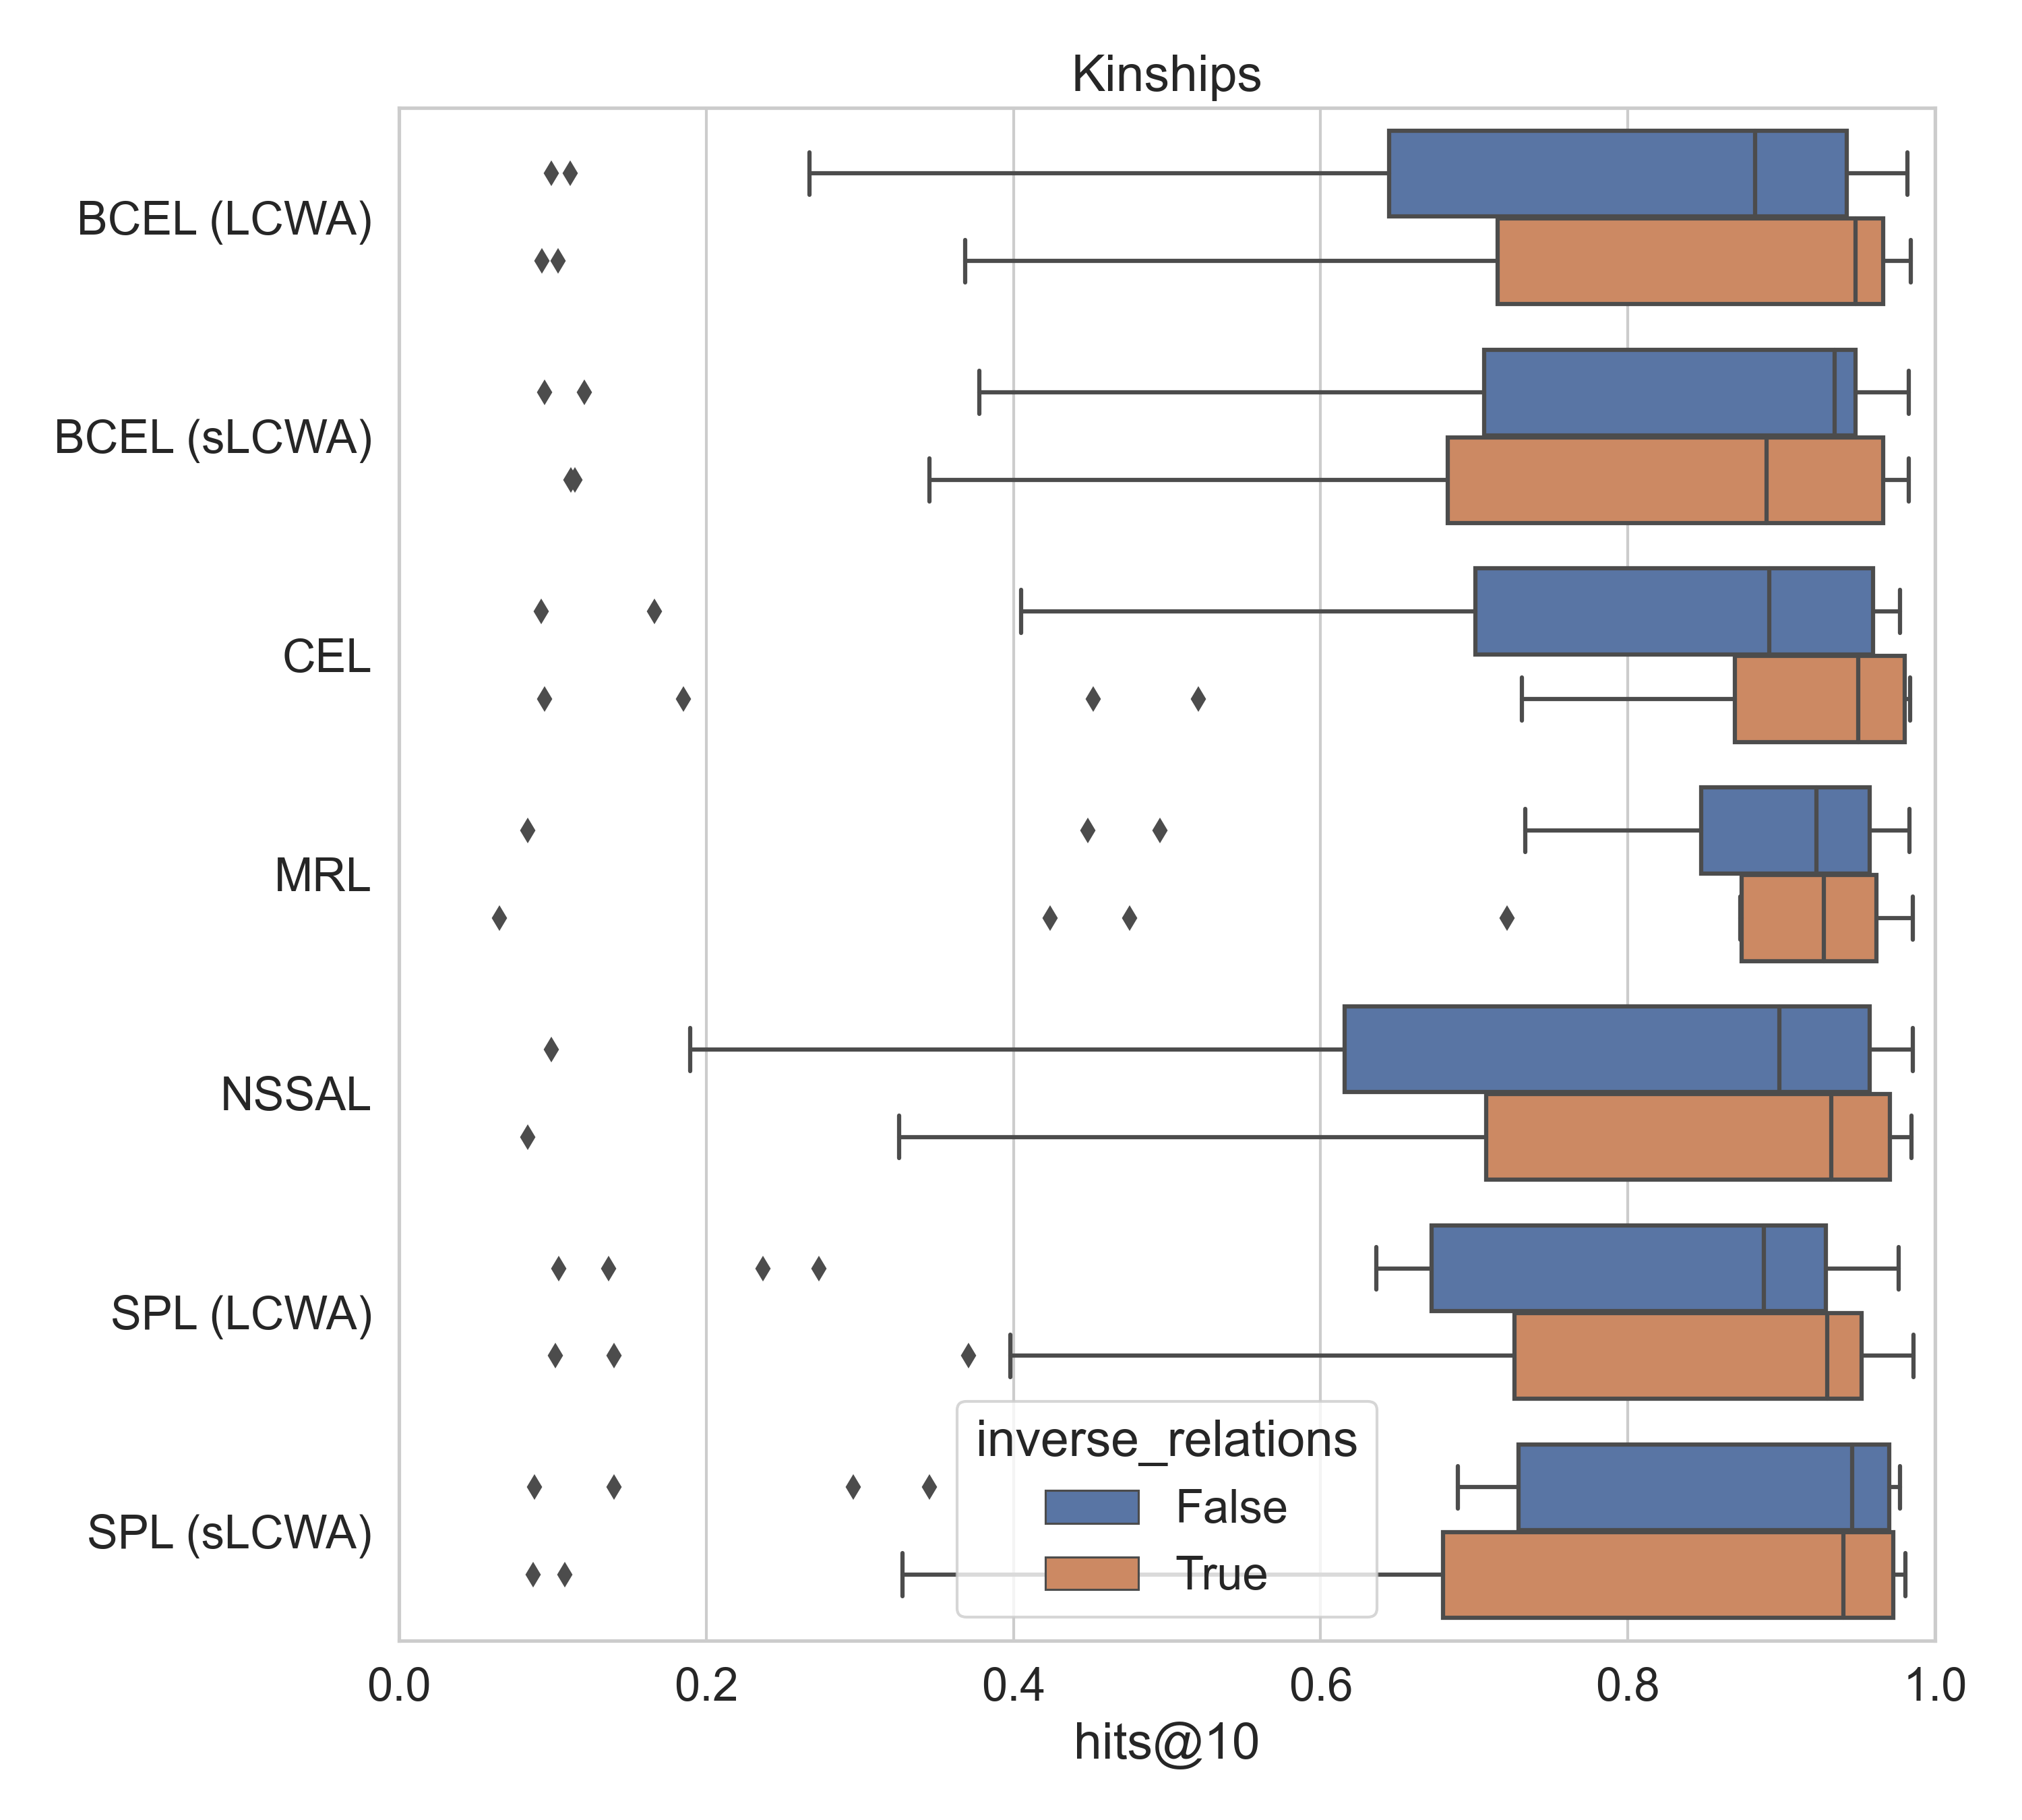 Kinships
BCEL (LCWA)
BCEL (sLCWA)
CEL
MRL
NSSAL
SPL (LCWA)
SPL (sLCWA)
inverse_relations
False
True
0.0 0.2 0.4 0.6 0.8 1.0
hits@10